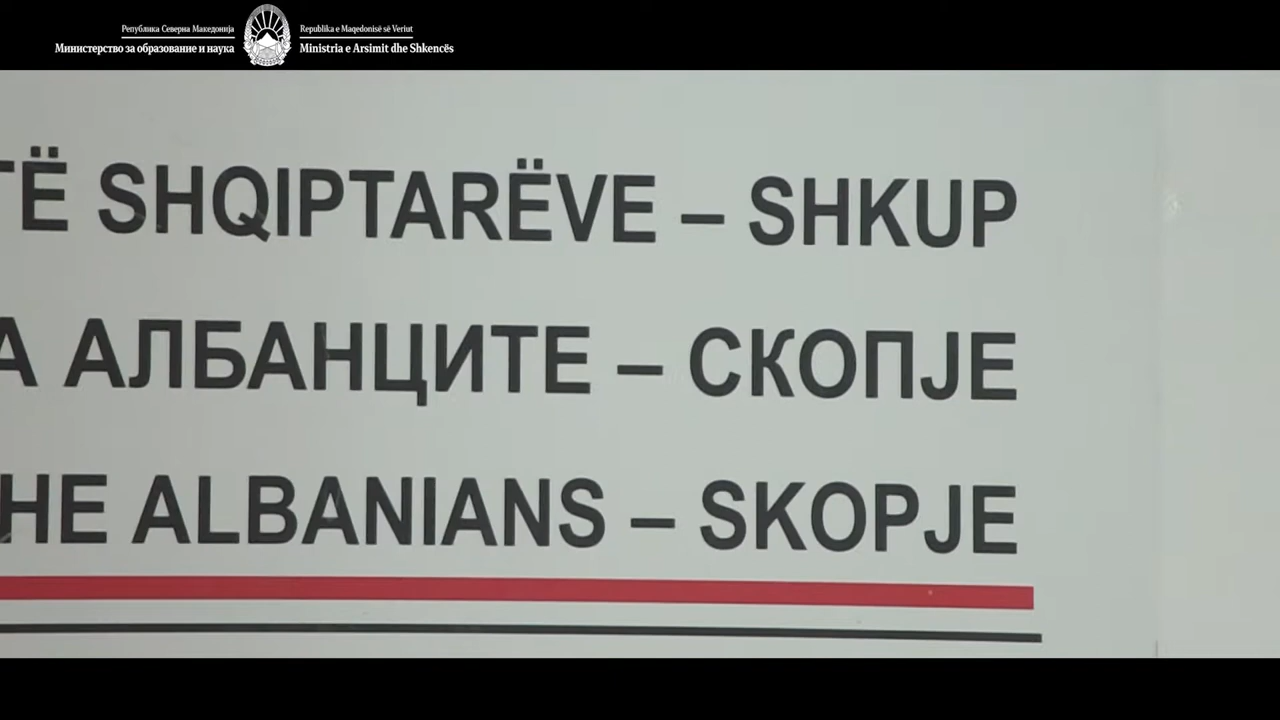 Република Северна Македонија
Министерство за образование и наука
Republika e Maqedonisë së Veriut
Ministria e Arsimit dhe Shkencës
TË SHQIPTARËVE – SHKUP
АЛБАНЦИТЕ – СКОПЈЕ
ALBANIANS – SKOPJE